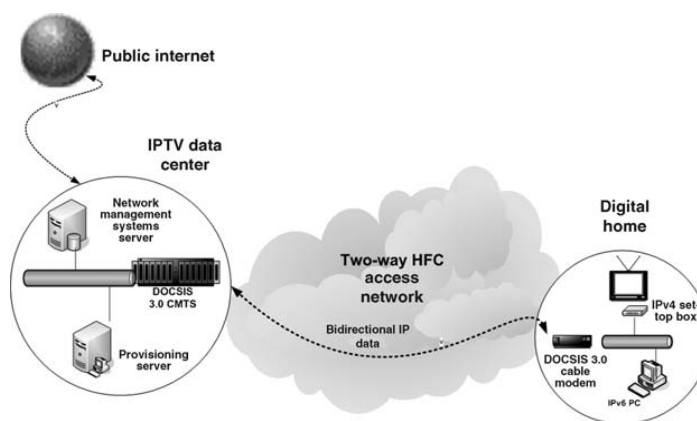 Public internet
IPTV data
center
Network
management
systems
server
DOCSIS
3.0 CMTS
Provisioning
server
Two-way HFC
access
network
Bidirectional IP
data
Digital
home
IPv4 set-
top box
DOCSIS 3.0
cable
modem
IPv6 PC